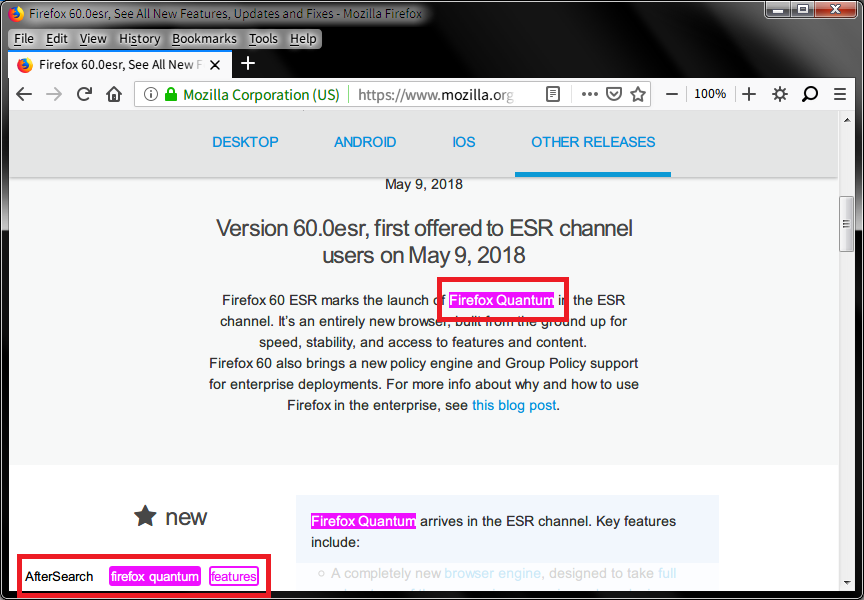 Firefox 60.0esr, See All New Features, Updates and Fixes - Mozilla Firefox
File Edit View History Bookmarks Tools Help
Firefox 60.0esr, See All New F
Mozilla Corporation (US) https://www.mozilla.org 100%
DESKTOP ANDROID IOS OTHER RELEASES
May 9, 2018
Version 60.0esr, first offered to ESR channel
users on May 9, 2018
Firefox 60 ESR marks the launch of Firefox Quantum in the ESR
channel. It's an entirely new browser, built from the ground up for
speed, stability, and access to features and content.
Firefox 60 also brings a new policy engine and Group Policy support
for enterprise deployments. For more info about why and how to use
Firefox in the enterprise, see this blog post.
new
Firefox Quantum arrives in the ESR channel. Key features
include:
A completely new browser engine, designed to take full
AfterSearch firefox quantum features